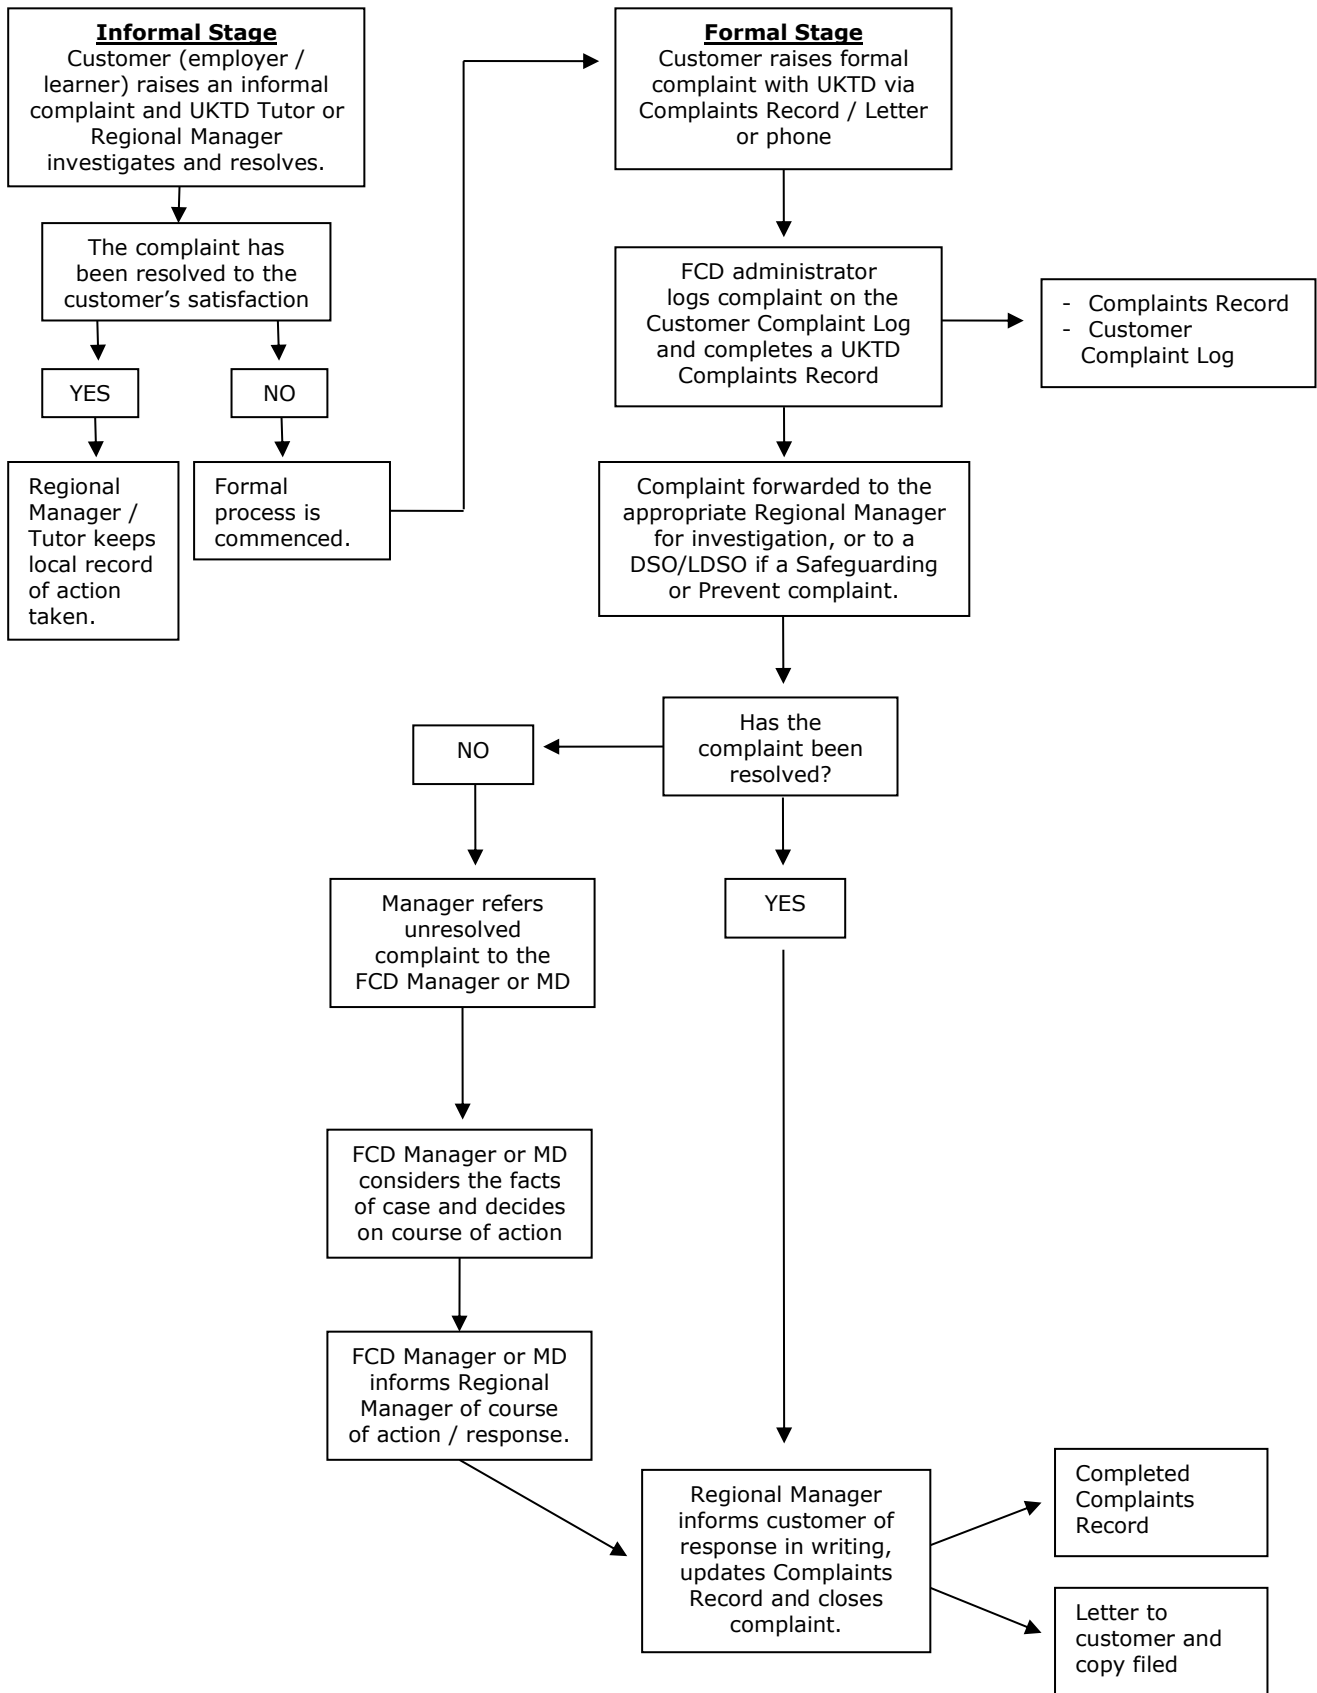 Informal Stage
Customer (employer /
learner) raises an informal
complaint and UKTD Tutor or
Regional Manager
investigates and resolves.
The complaint has
been resolved to the
customer’s satisfaction
YES
NO
Regional
Manager /
Tutor keeps
local record
of action
taken.
Formal
process is
commenced.
Formal Stage
Customer raises formal
complaint with UKTD via
Complaints Record / Letter
or phone
FCD administrator
logs complaint on the
Customer Complaint Log
and completes a UKTD
Complaints Record
- Complaints Record
- Customer
Complaint Log
Complaint forwarded to the
appropriate Regional Manager
for investigation, or to a
DSO/LDSO if a Safeguarding
or Prevent complaint.
Has the
complaint been
resolved?
NO
YES
Manager refers
unresolved
complaint to the
FCD Manager or MD
FCD Manager or MD
considers the facts
of case and decides
on course of action
FCD Manager or MD
informs Regional
Manager of course
of action / response.
Regional Manager
informs customer of
response in writing,
updates Complaints
Record and closes
complaint.
Completed
Complaints
Record
Letter to
customer and
copy filed